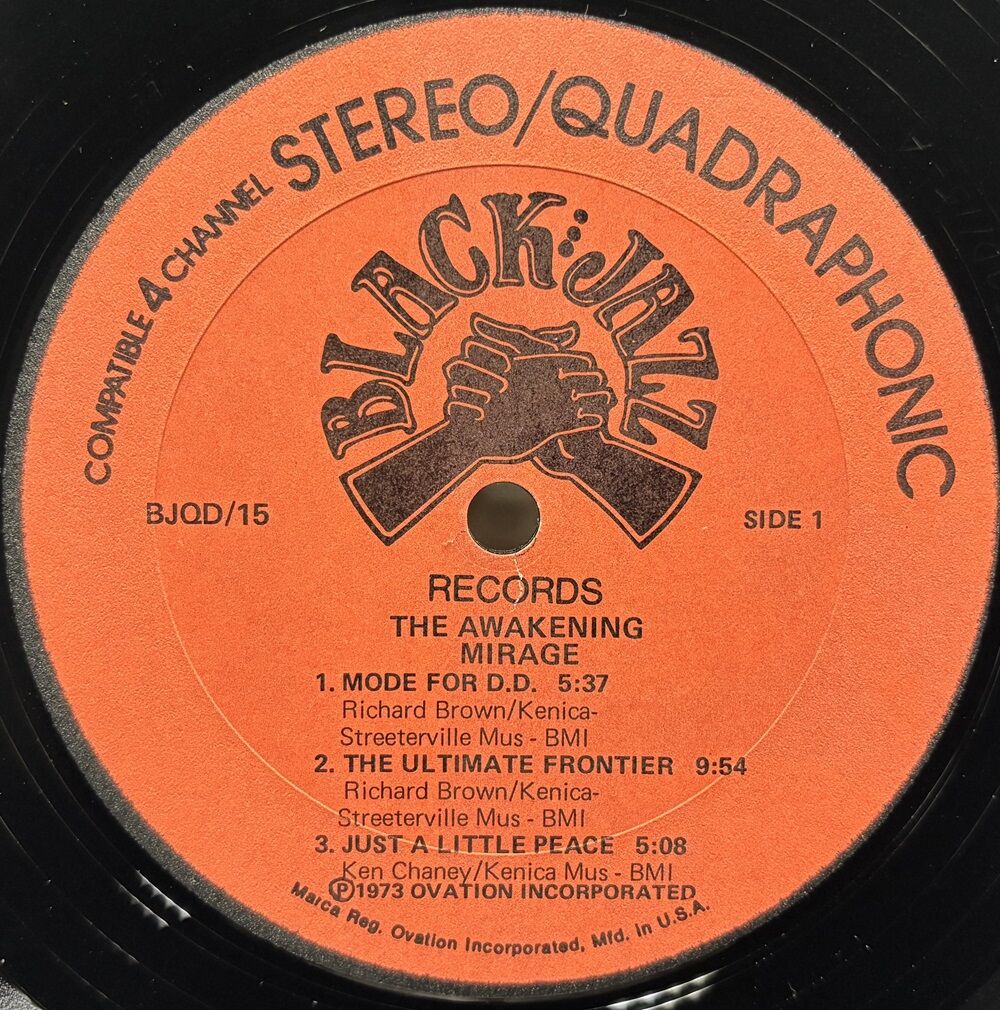 COMPATIBLE 4 CHANNEL STEREO/QUADRAPHONIC
BLACK JAZZ
BJQD/15
SIDE 1
RECORDS
THE AWAKENING
MIRAGE
1. MODE FOR D.D. 5:37
Richard Brown/Kenica-
Streeterville Mus - BMI
2. THE ULTIMATE FRONTIER 9:54
Richard Brown/Kenica-
Streeterville Mus - BMI
3. JUST A LITTLE PEACE 5:08
Ken Chaney/Kenica Mus - BMI
℗1973 OVATION INCORPORATED
Marca Reg. Ovation Incorporated, Mfd. in U.S.A.